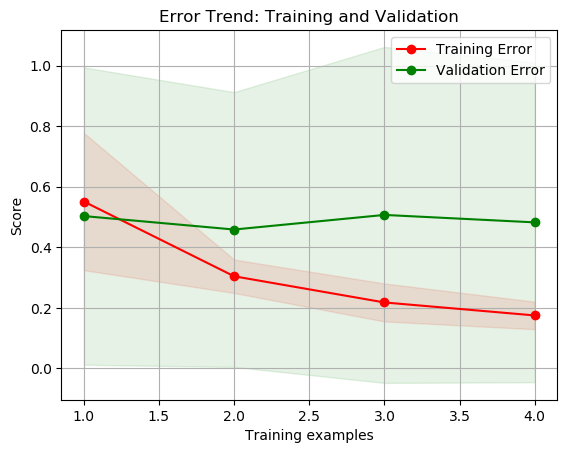 Error Trend: Training and Validation
Training Error
Validation Error
Score
1.0
0.8
0.6
0.4
0.2
0.0
1.0 1.5 2.0 2.5 3.0 3.5 4.0
Training examples